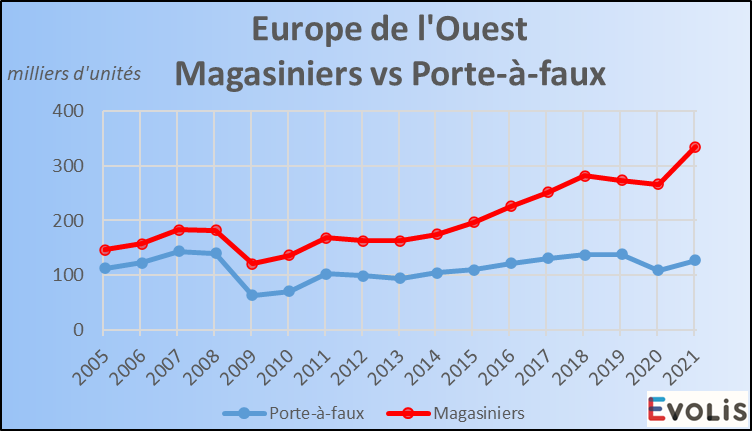 Europe de l'Ouest
Magasiniers vs Porte-à-faux
milliers d'unités
400
300
200
100
0
2005 2006 2007 2008 2009 2010 2011 2012 2013 2014 2015 2016 2017 2018 2019 2020 2021
Porte-à-faux Magasiniers
Evolis